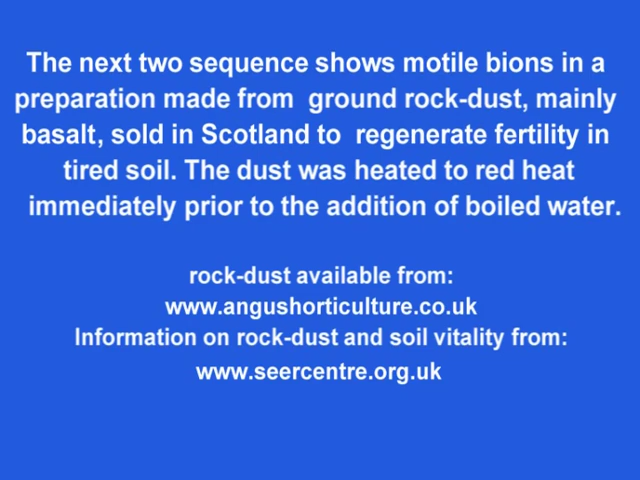 The next two sequence shows motile bions in a
preparation made from  ground rock-dust, mainly
basalt, sold in Scotland to  regenerate fertility in
tired soil. The dust was heated to red heat
immediately prior to the addition of boiled water.
rock-dust available from:
www.angushorticulture.co.uk
Information on rock-dust and soil vitality from:
www.seercentre.org.uk